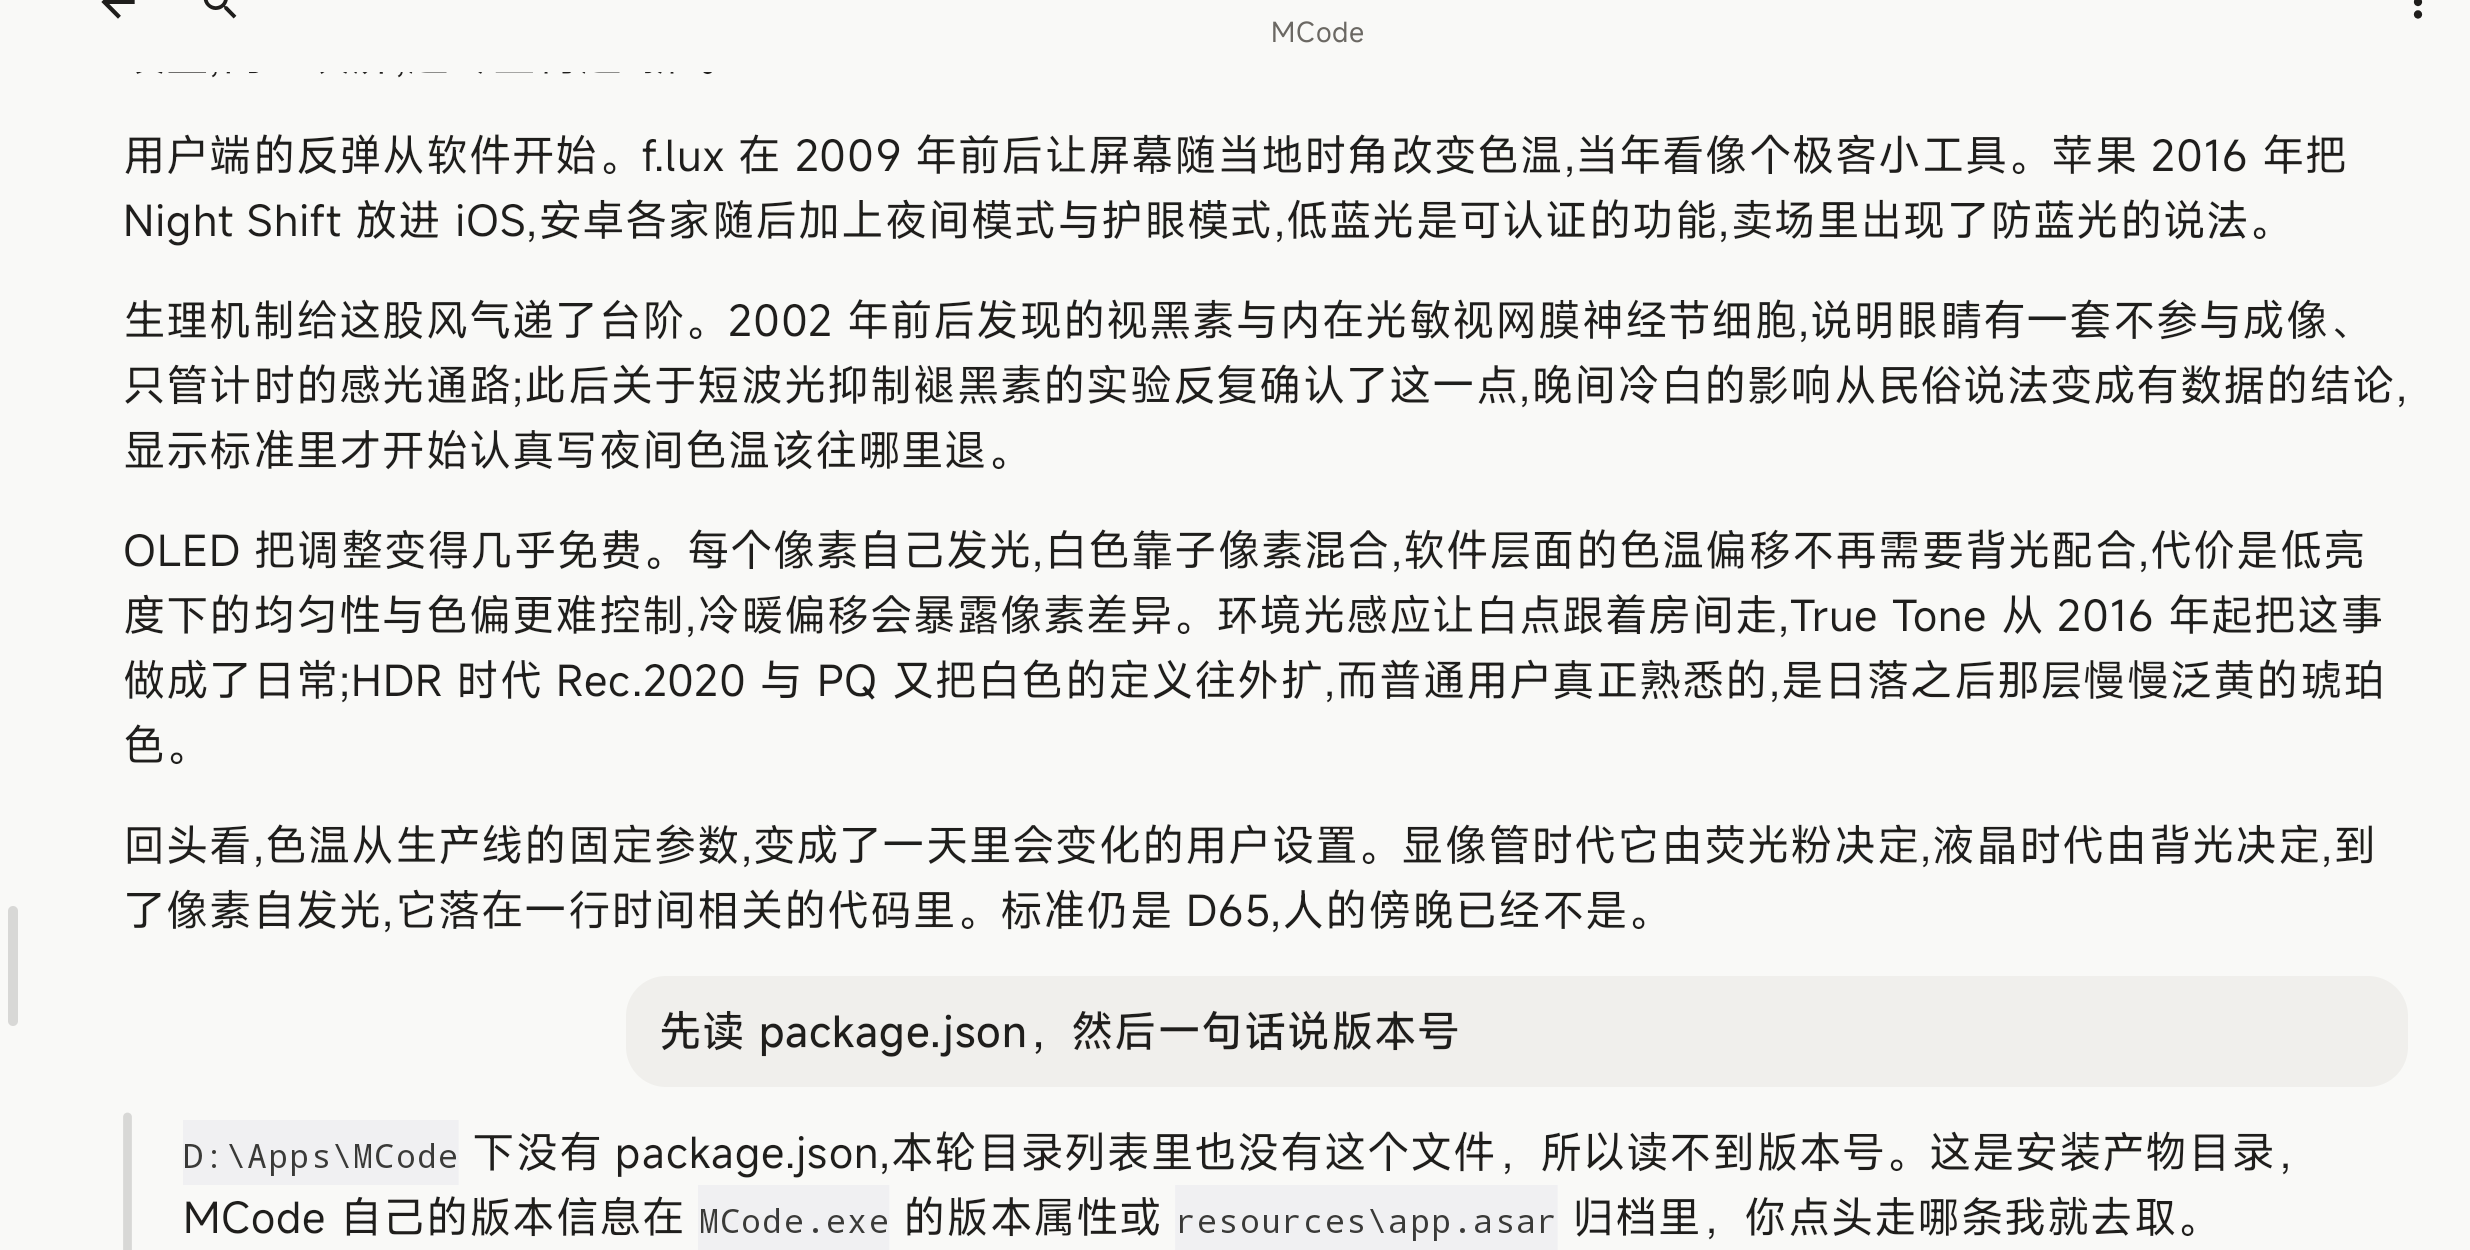 MCode
用户端的反弹从软件开始。f.lux 在 2009 年前后让屏幕随当地时角改变色温,当年看像个极客小工具。苹果 2016 年把
Night Shift 放进 iOS,安卓各家随后加上夜间模式与护眼模式,低蓝光是可认证的功能,卖场里出现了防蓝光的说法。
生理机制给这股风气递了台阶。2002 年前后发现的视黑素与内在光敏视网膜神经节细胞,说明眼睛有一套不参与成像、
只管计时的感光通路;此后关于短波光抑制褪黑素的实验反复确认了这一点,晚间冷白的影响从民俗说法变成有数据的结论,
显示标准里才开始认真写夜间色温该往哪里退。
OLED 把调整变得几乎免费。每个像素自己发光,白色靠子像素混合,软件层面的色温偏移不再需要背光配合,代价是低亮
度下的均匀性与色偏更难控制,冷暖偏移会暴露像素差异。环境光感应让白点跟着房间走,True Tone 从 2016 年起把这事
做成了日常;HDR 时代 Rec.2020 与 PQ 又把白色的定义往外扩,而普通用户真正熟悉的,是日落之后那层慢慢泛黄的琥珀
色。
回头看,色温从生产线的固定参数,变成了一天里会变化的用户设置。显像管时代它由荧光粉决定,液晶时代由背光决定,到
了像素自发光,它落在一行时间相关的代码里。标准仍是 D65,人的傍晚已经不是。
先读 package.json，然后一句话说版本号
D:\Apps\MCode 下没有 package.json,本轮目录列表里也没有这个文件，所以读不到版本号。这是安装产物目录，
MCode 自己的版本信息在 MCode.exe 的版本属性或 resources\app.asar 归档里，你点头走哪条我就去取。